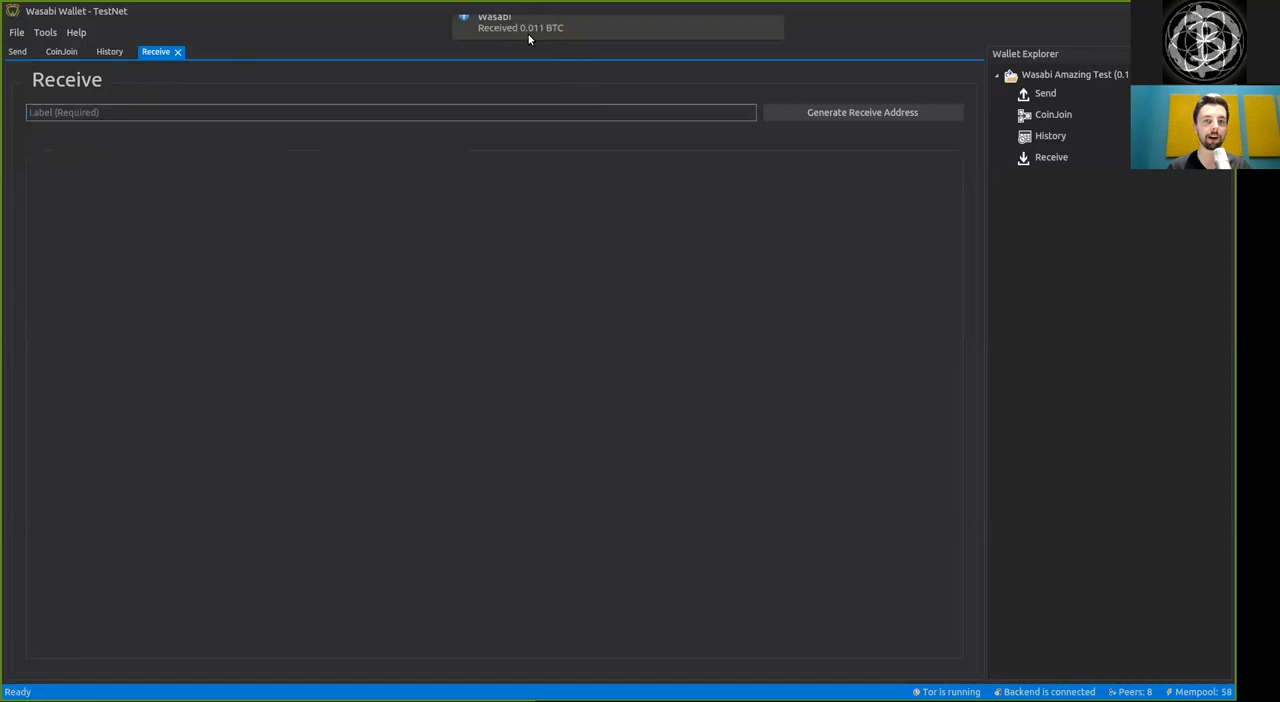 Wasabi Wallet - TestNet
Wasabi
Received 0.011 BTC
File Tools Help
Send CoinJoin History Receive
Wallet Explorer
Receive
Wasabi Amazing Test (0.1
Label (Required) Generate Receive Address
Send
CoinJoin
History
Receive
Ready Tor is running Backend is connected Peers: 8 Mempool: 58